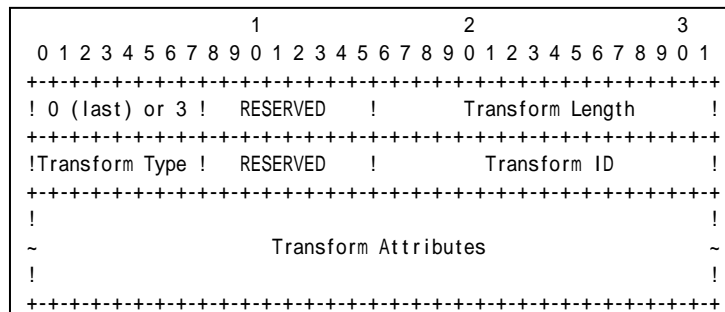 1                   2                   3
 0 1 2 3 4 5 6 7 8 9 0 1 2 3 4 5 6 7 8 9 0 1 2 3 4 5 6 7 8 9 0 1
+-+-+-+-+-+-+-+-+-+-+-+-+-+-+-+-+-+-+-+-+-+-+-+-+-+-+-+-+-+-+-+-+
! 0 (last) or 3 !   RESERVED    !        Transform Length       !
+-+-+-+-+-+-+-+-+-+-+-+-+-+-+-+-+-+-+-+-+-+-+-+-+-+-+-+-+-+-+-+-+
!Transform Type !   RESERVED    !          Transform ID         !
+-+-+-+-+-+-+-+-+-+-+-+-+-+-+-+-+-+-+-+-+-+-+-+-+-+-+-+-+-+-+-+-+
!                                                               !
~                      Transform Attributes                     ~
!                                                               !
+-+-+-+-+-+-+-+-+-+-+-+-+-+-+-+-+-+-+-+-+-+-+-+-+-+-+-+-+-+-+-+-+